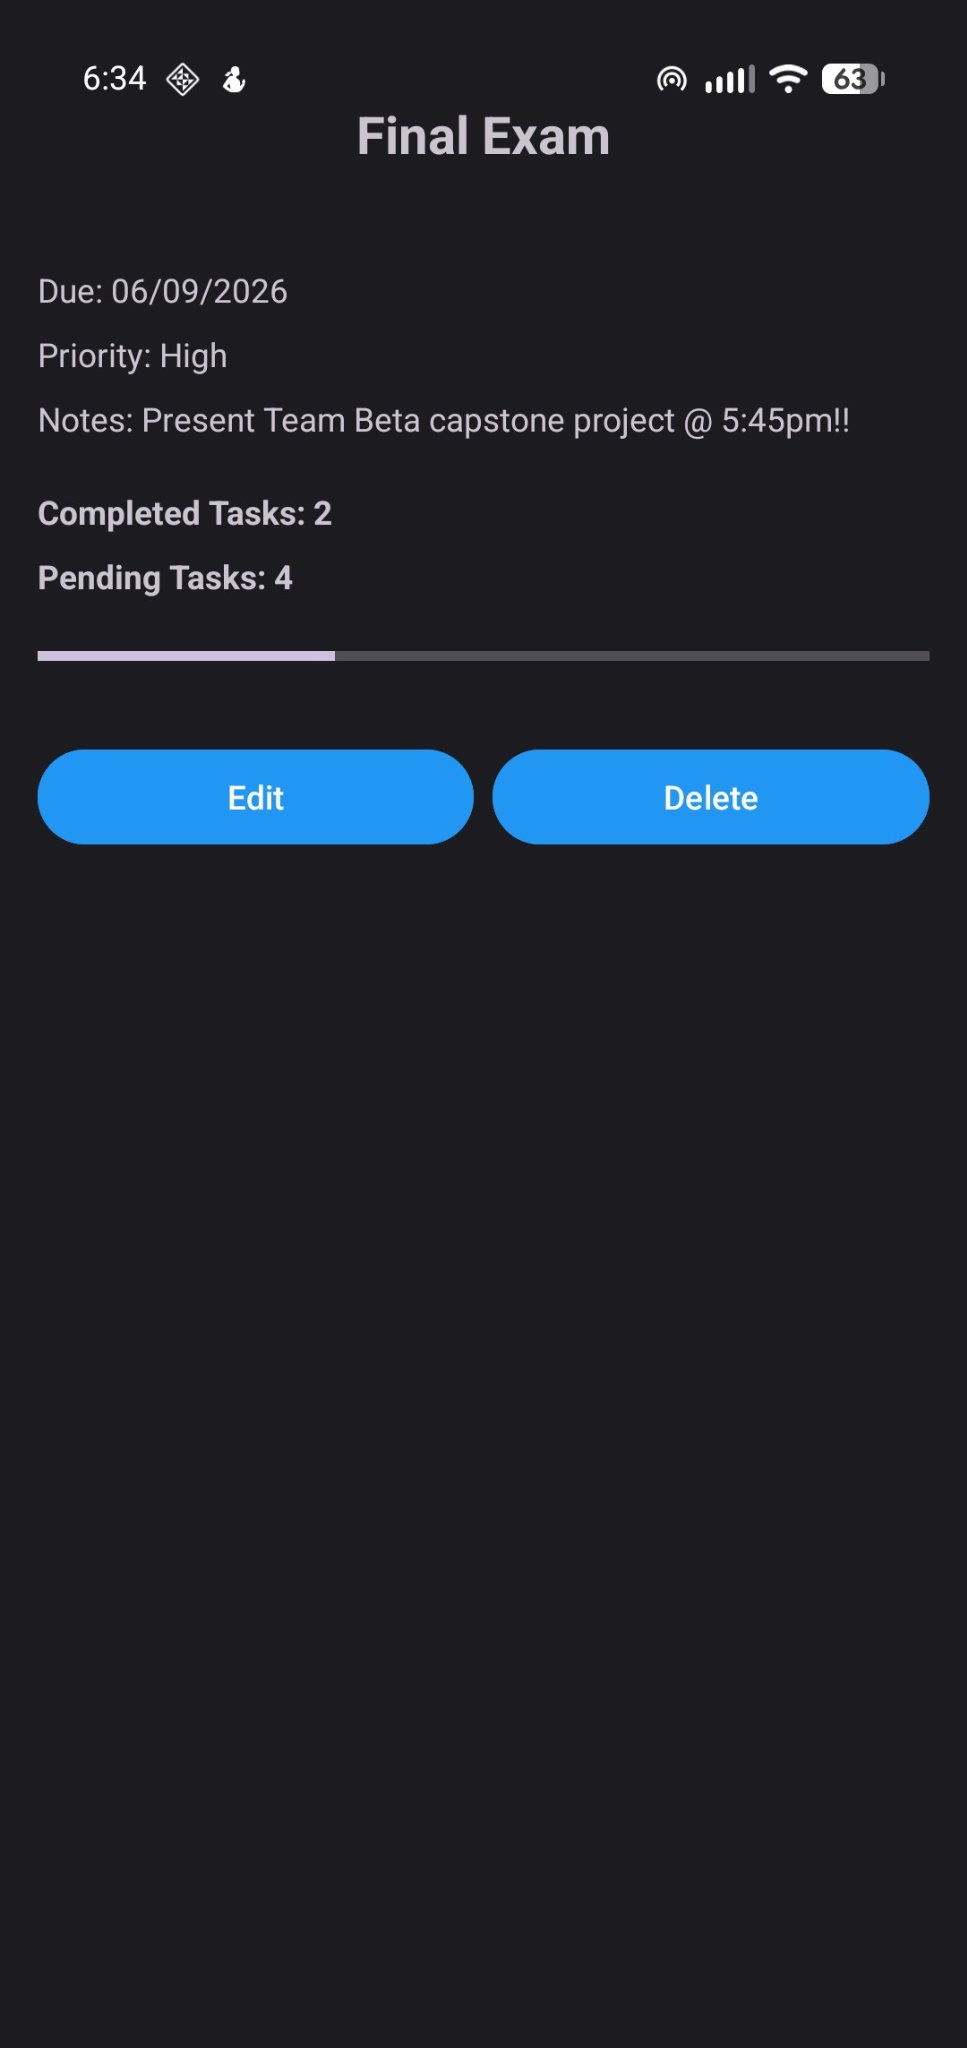 6:34
63
Final Exam
Due: 06/09/2026
Priority: High
Notes: Present Team Beta capstone project @ 5:45pm!!
Completed Tasks: 2
Pending Tasks: 4
Edit
Delete